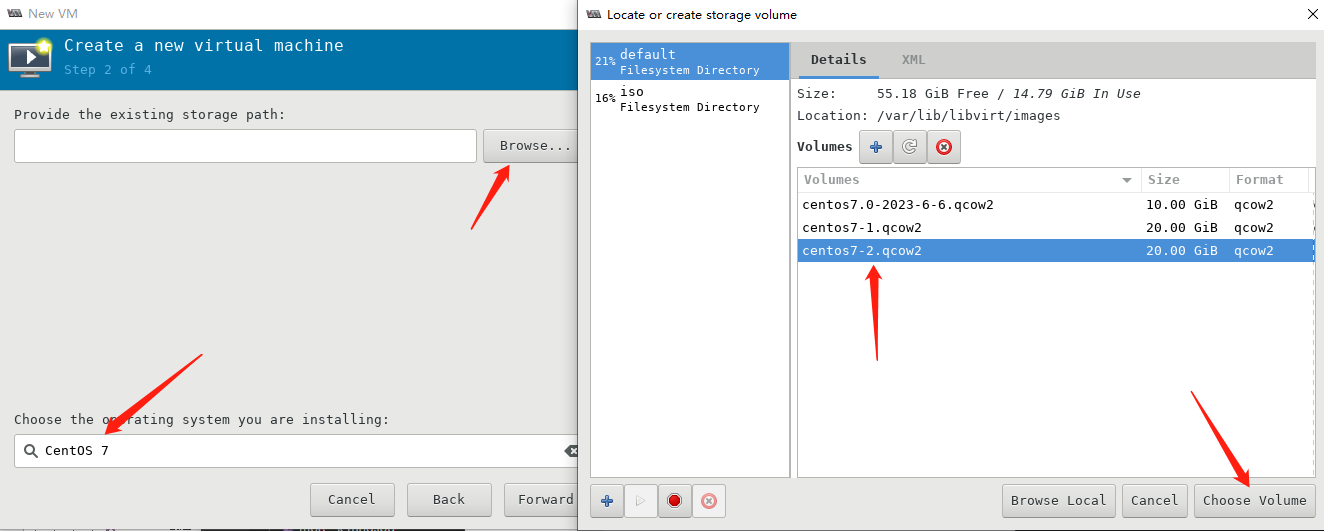 New VM
Create a new virtual machine
Step 2 of 4
Provide the existing storage path:
Browse...
Choose the operating system you are installing:
CentOS 7
Cancel
Back
Forward
Locate or create storage volume
21% default
Filesystem Directory
16% iso
Filesystem Directory
Details
XML
Size: 55.18 GiB Free / 14.79 GiB In Use
Location: /var/lib/libvirt/images
Volumes
Volumes Size Format
centos7.0-2023-6-6.qcow2 10.00 GiB qcow2
centos7-1.qcow2 20.00 GiB qcow2
centos7-2.qcow2 20.00 GiB qcow2
Browse Local
Cancel
Choose Volume